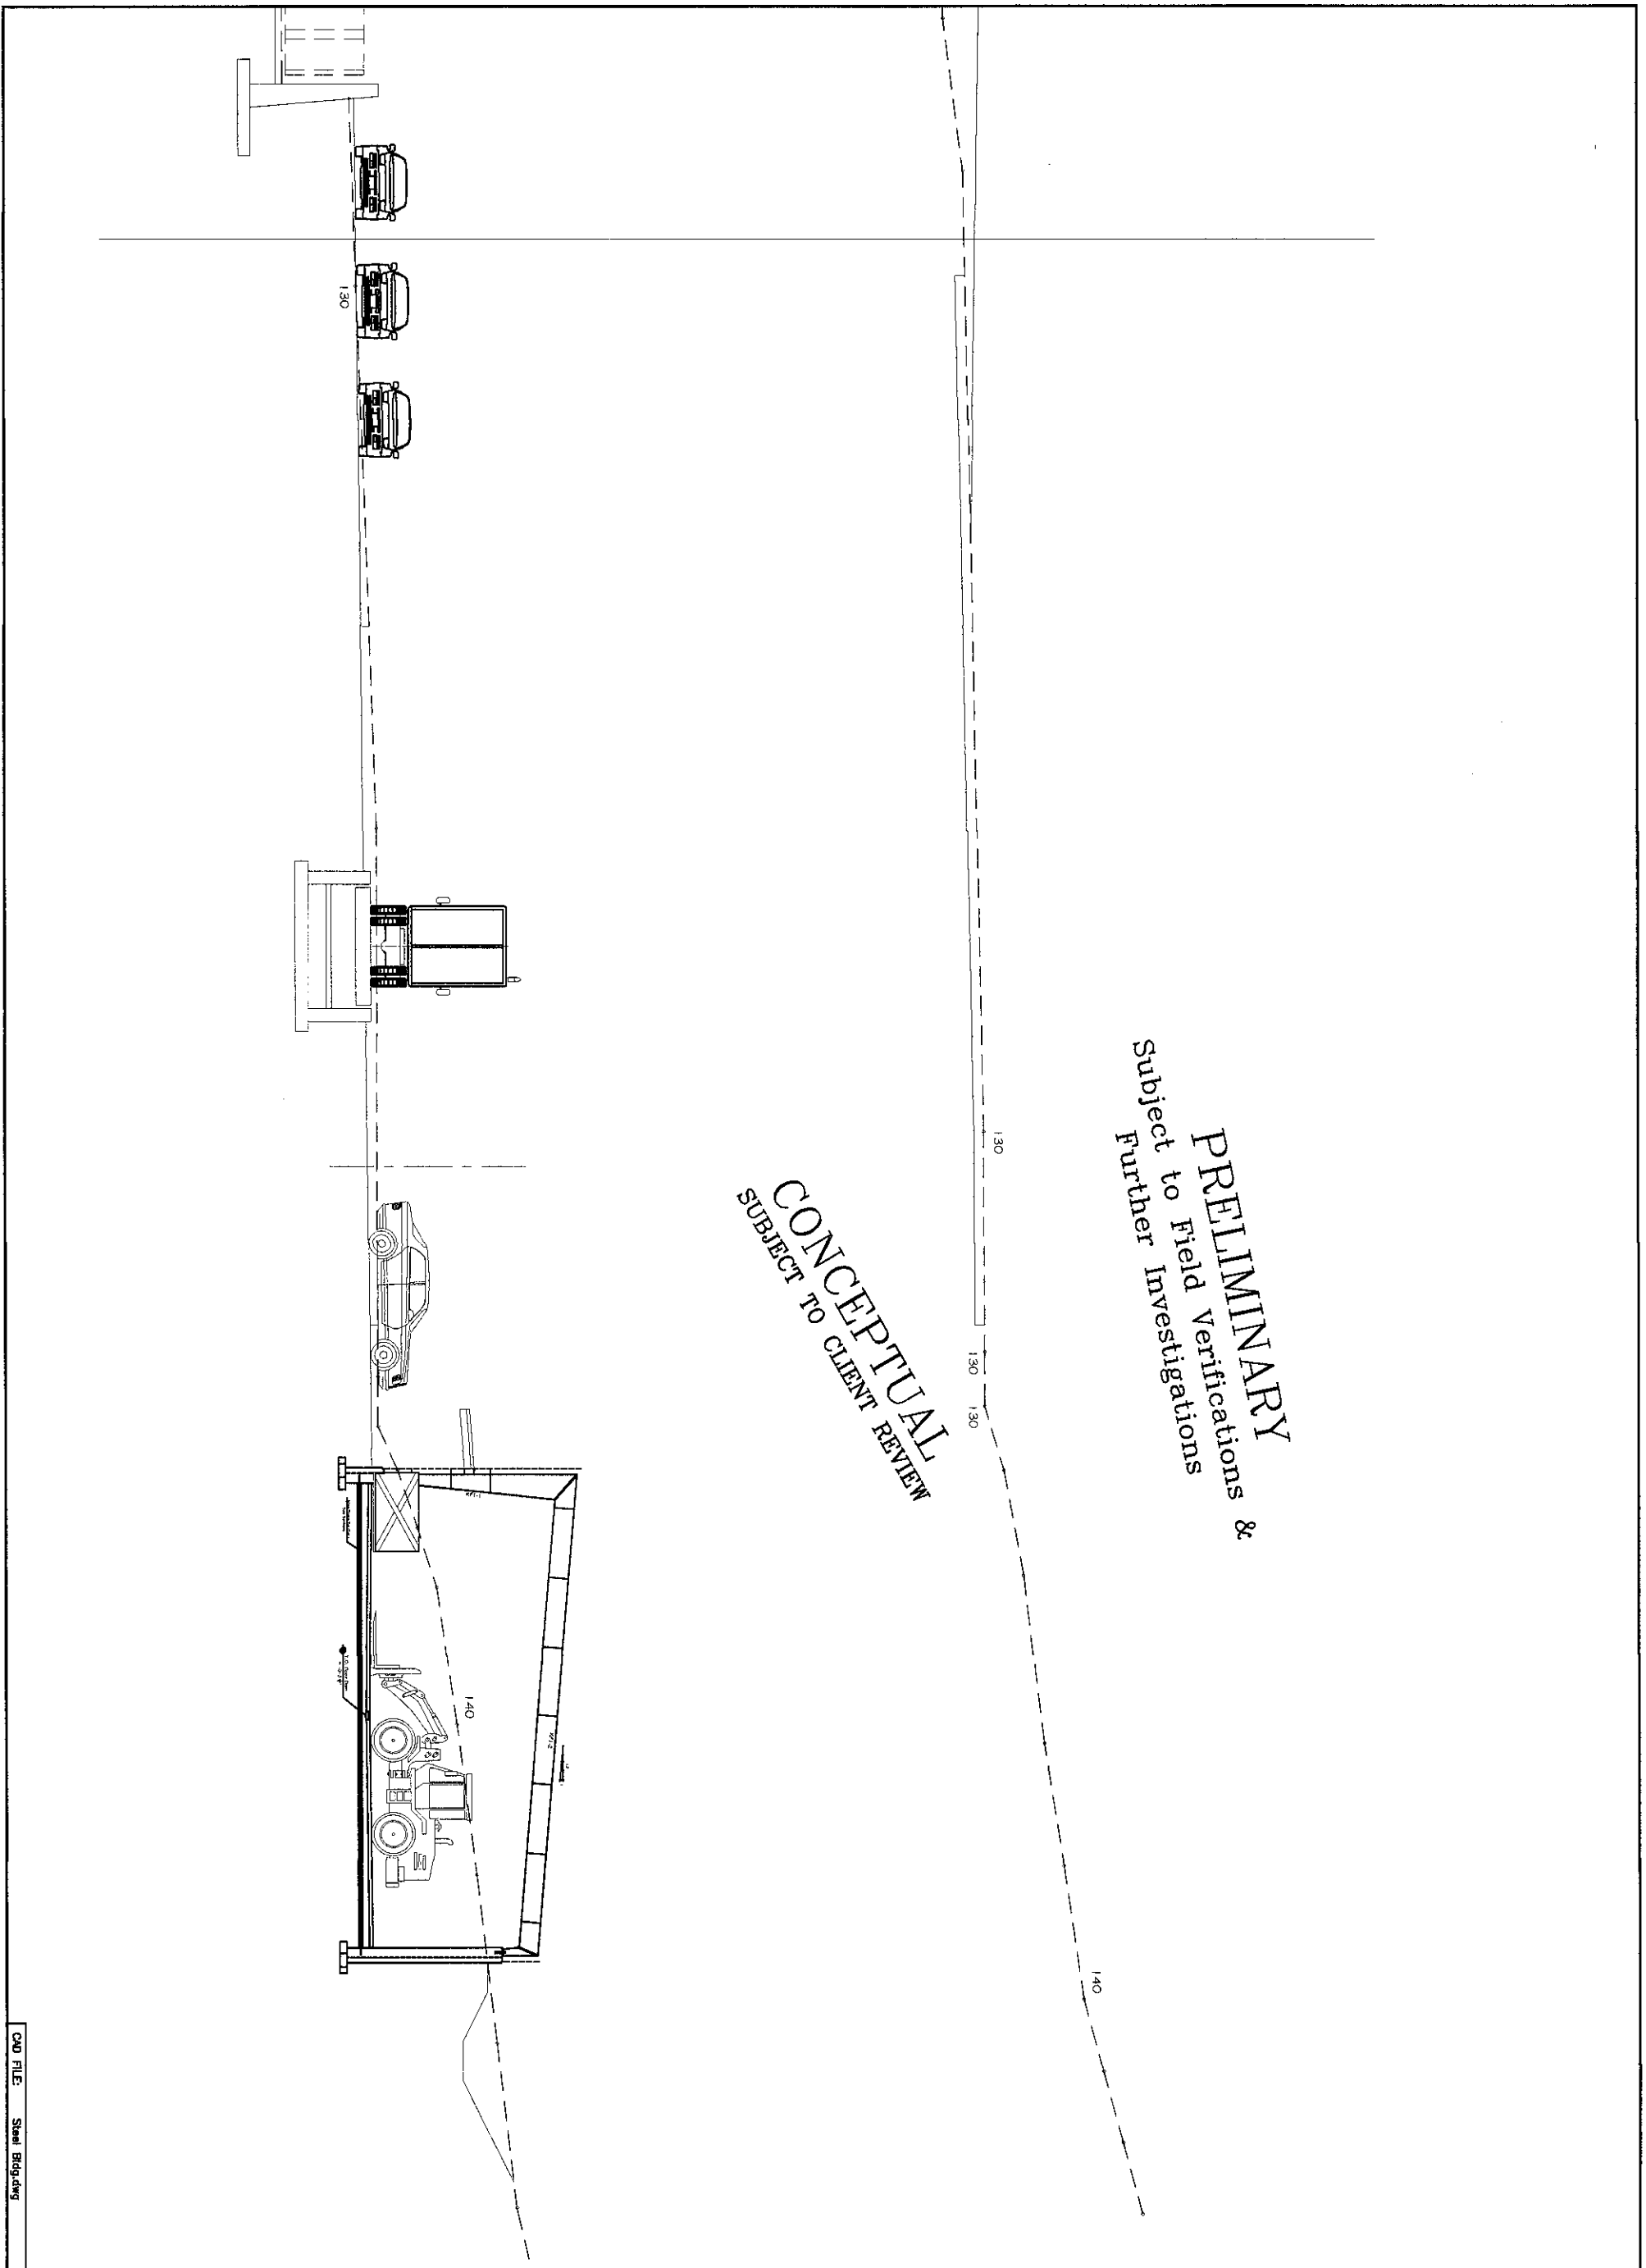 PRELIMINARY
Subject to Field Verifications &
Further Investigations
130
130
130
140
CONCEPTUAL
SUBJECT TO CLIENT REVIEW
130
140
CAD FILE: Steel Bldg.dwg